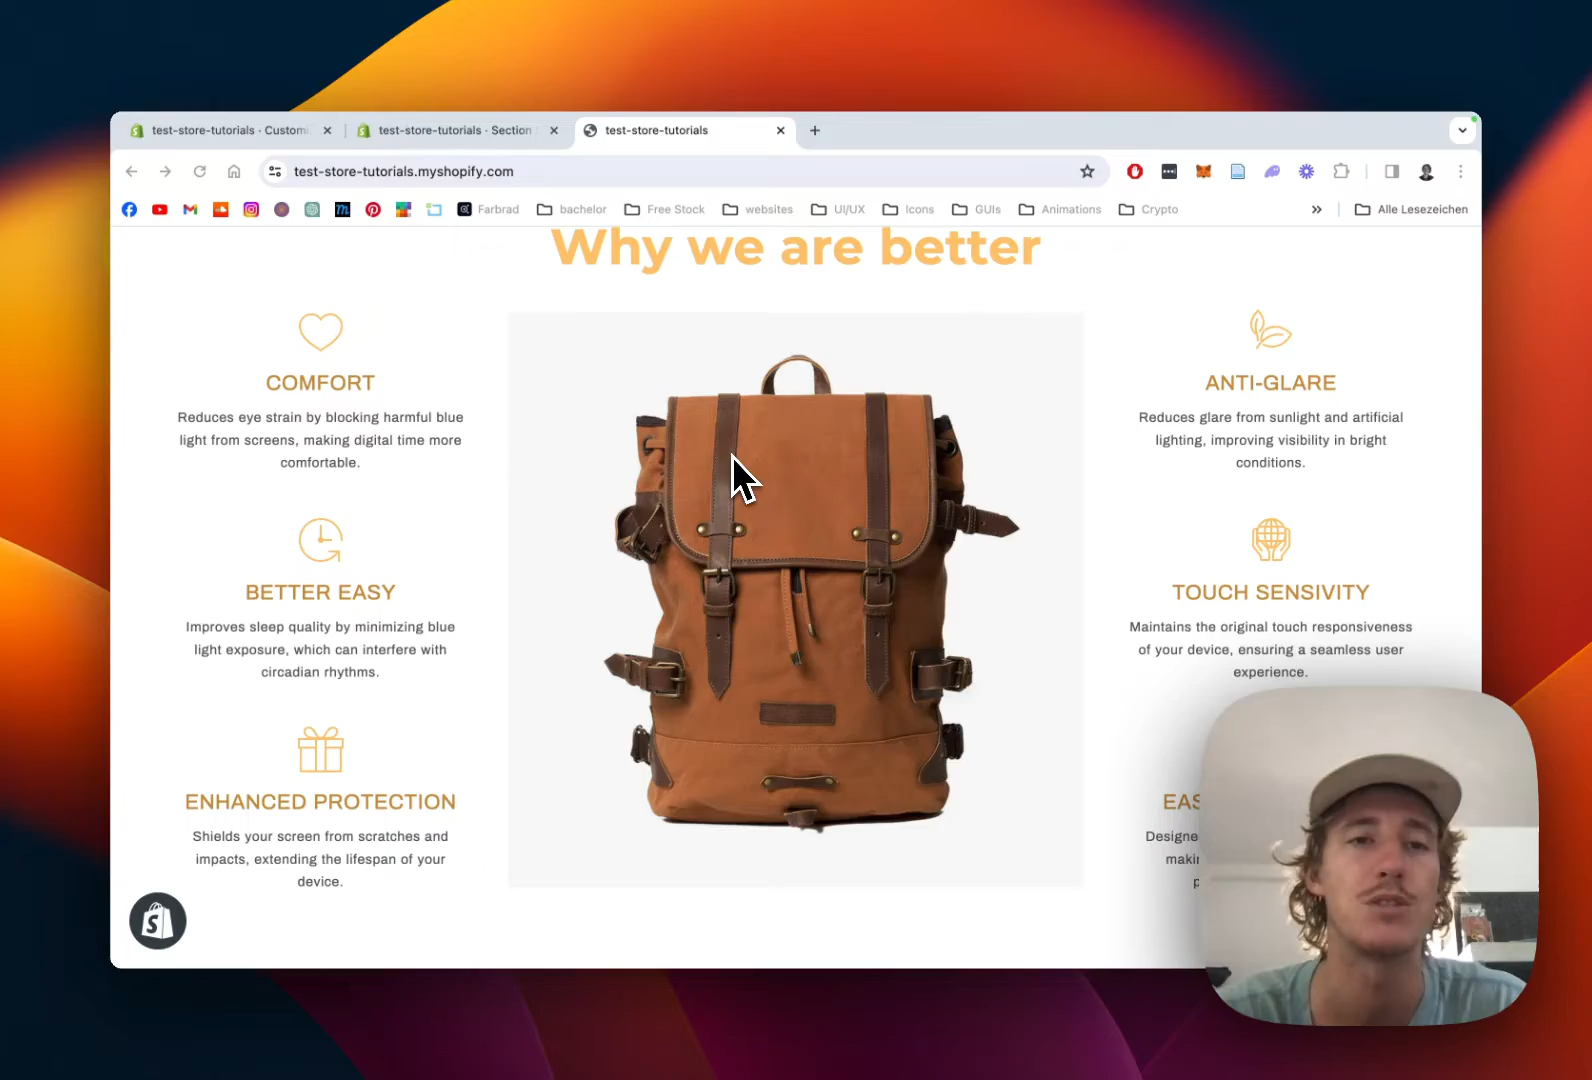 test-store-tutorials · Customi
test-store-tutorials · Section
test-store-tutorials
test-store-tutorials.myshopify.com
Farbrad
bachelor
Free Stock
websites
UI/UX
Icons
GUIs
Animations
Crypto
Alle Lesezeichen
Why we are better
COMFORT
Reduces eye strain by blocking harmful blue
light from screens, making digital time more
comfortable.
BETTER EASY
Improves sleep quality by minimizing blue
light exposure, which can interfere with
circadian rhythms.
ENHANCED PROTECTION
Shields your screen from scratches and
impacts, extending the lifespan of your
device.
ANTI-GLARE
Reduces glare from sunlight and artificial
lighting, improving visibility in bright
conditions.
TOUCH SENSIVITY
Maintains the original touch responsiveness
of your device, ensuring a seamless user
experience.
EAS
Designe
makin
p